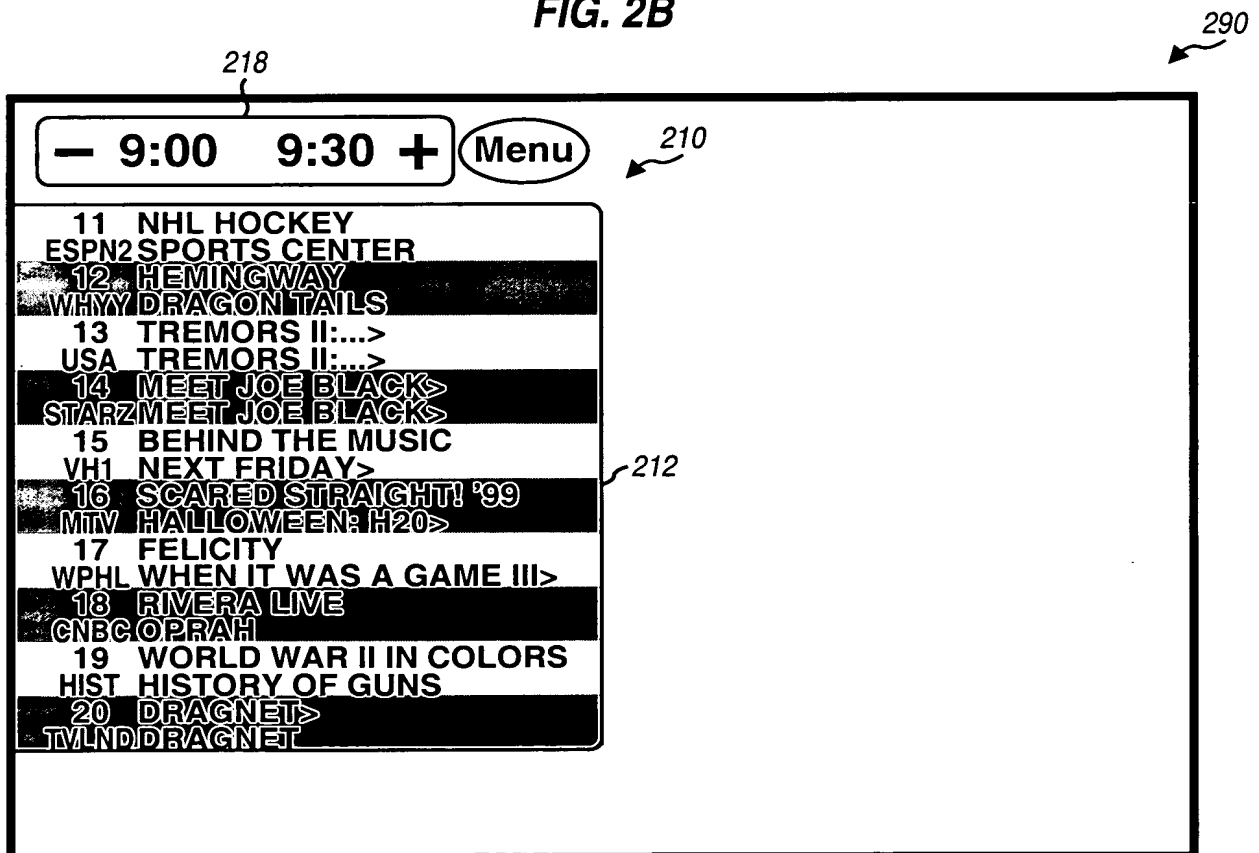 FIG. 2B
290
218
− 9:00 9:30 + Menu
210
11 NHL HOCKEY
ESPN2 SPORTS CENTER
12 HEMINGWAY
WHYY DRAGON TAILS
13 TREMORS II:...>
USA TREMORS II:...>
14 MEET JOE BLACK>
STARZ MEET JOE BLACK>
15 BEHIND THE MUSIC
VH1 NEXT FRIDAY>
212
16 SCARED STRAIGHT! '99
MTV HALLOWEEN: H20>
17 FELICITY
WPHL WHEN IT WAS A GAME III>
18 RIVERA LIVE
CNBC OPRAH
19 WORLD WAR II IN COLORS
HIST HISTORY OF GUNS
20 DRAGNET>
TVLND DRAGNET